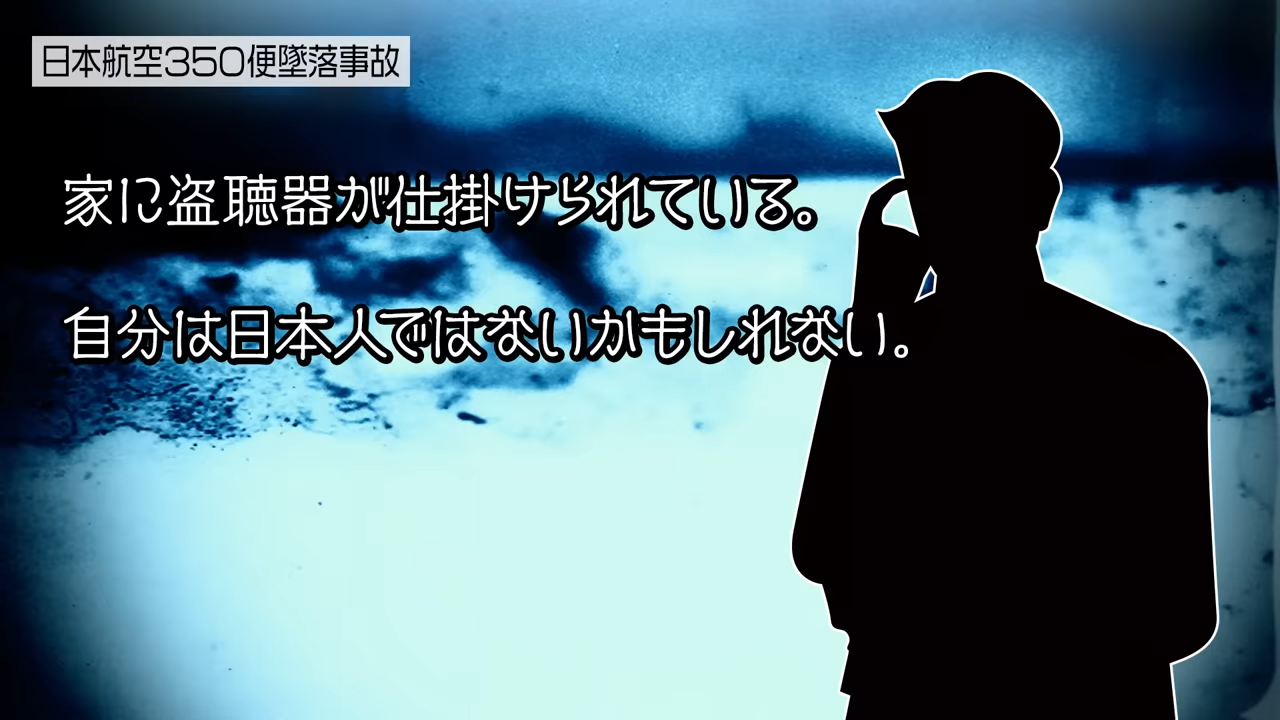 日本航空350便墜落事故
家に盗聴器が仕掛けられている。
自分は日本人ではないかもしれない。